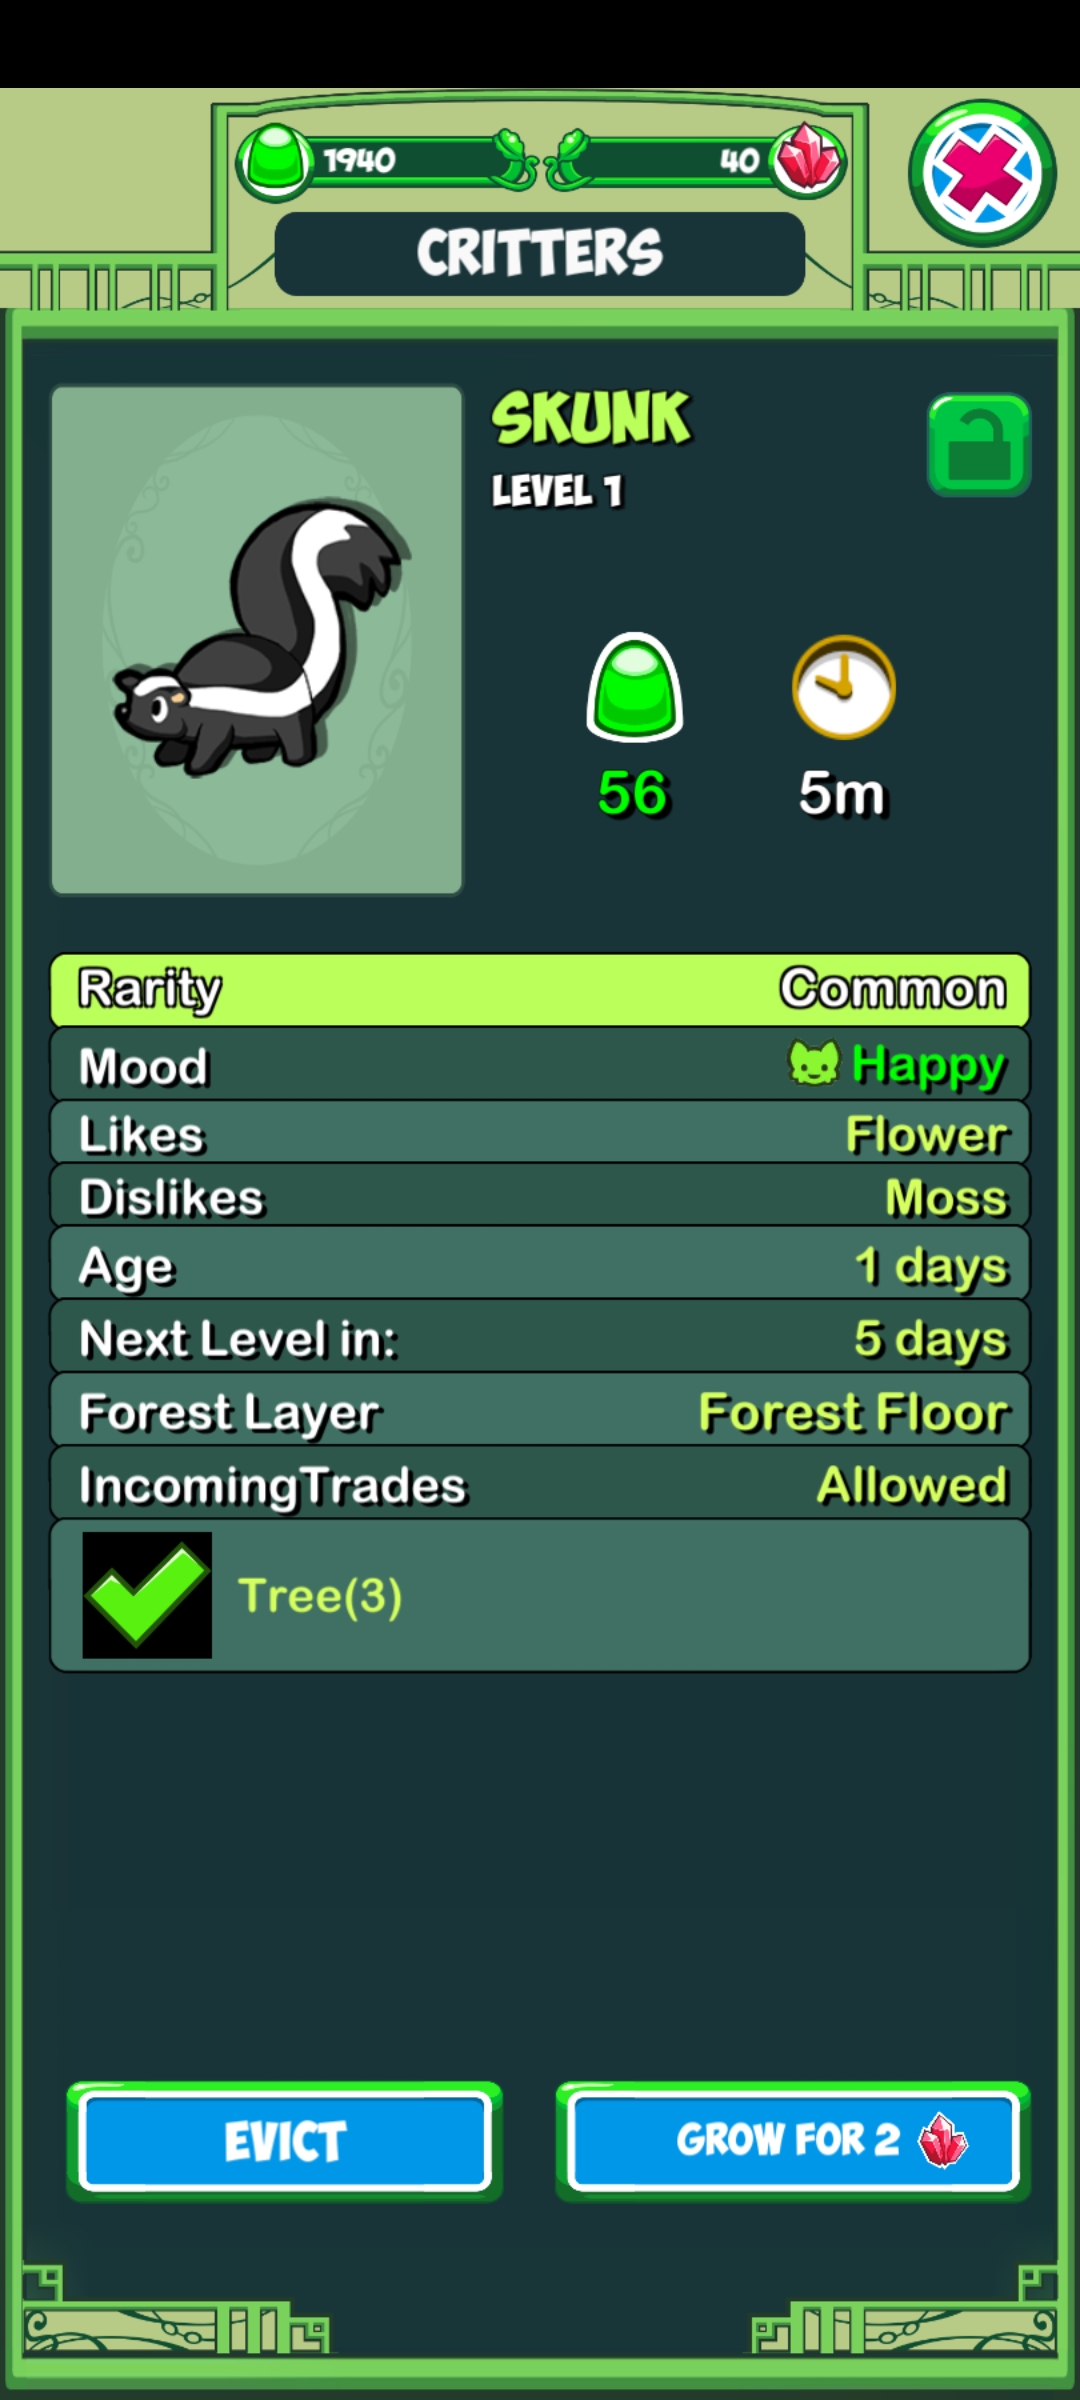 1940 40
CRITTERS
SKUNK
LEVEL 1
56 5m
Rarity Common
Mood Happy
Likes Flower
Dislikes Moss
Age 1 days
Next Level in: 5 days
Forest Layer Forest Floor
IncomingTrades Allowed
Tree(3)
EVICT GROW FOR 2